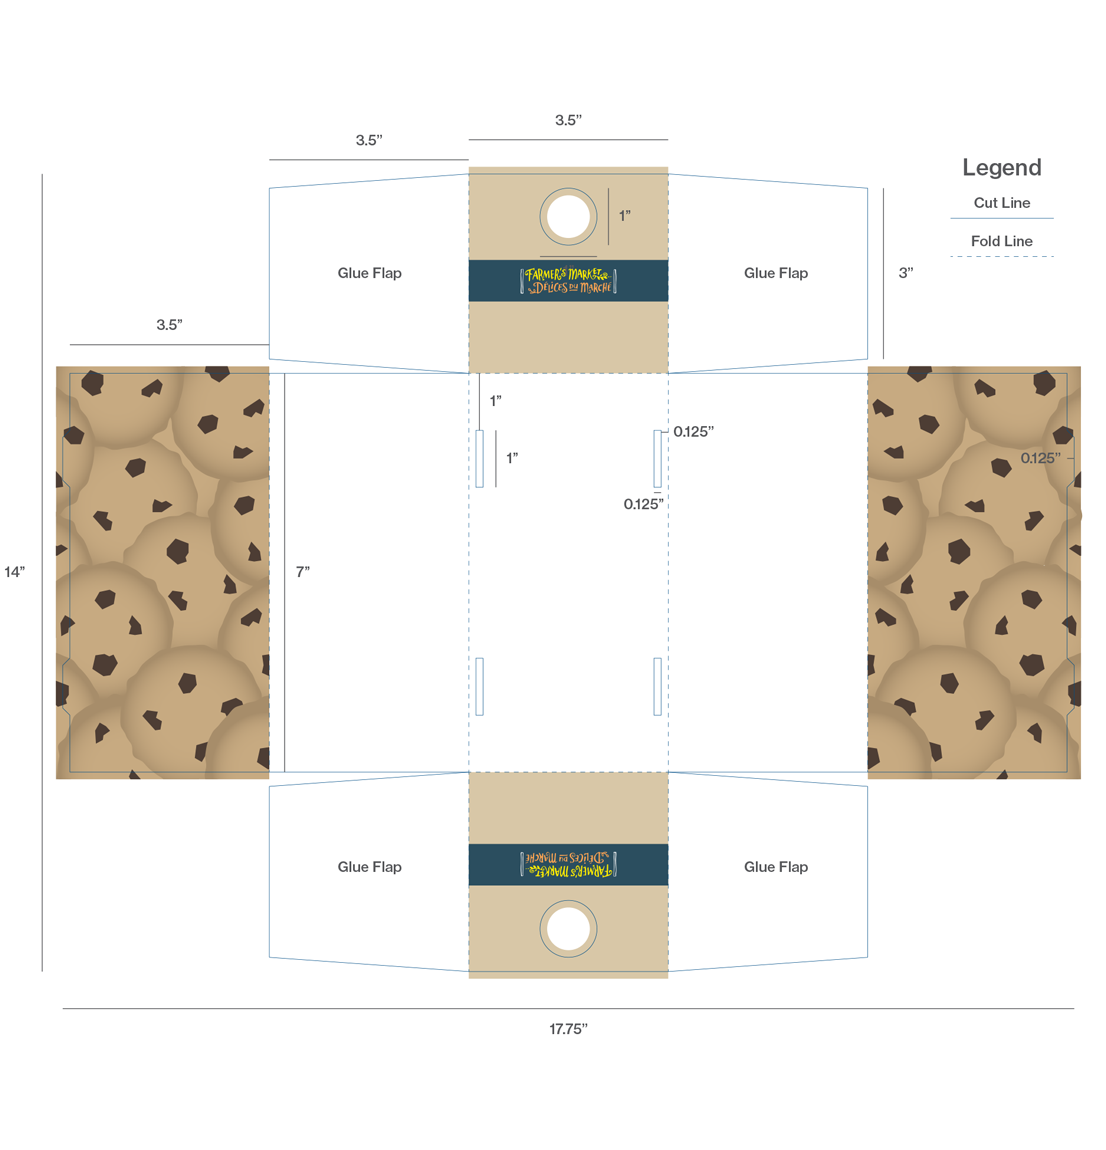 3.5”
3.5”
Legend
Cut Line
Fold Line
1”
Glue Flap
FARMER'S MARKET
DÉLICES DU MARCHÉ
Glue Flap
3”
3.5”
1”
0.125”
1”
0.125”
0.125”
14”
7”
Glue Flap
DÉLICES DU MARCHÉ
FARMER'S MARKET
Glue Flap
17.75”